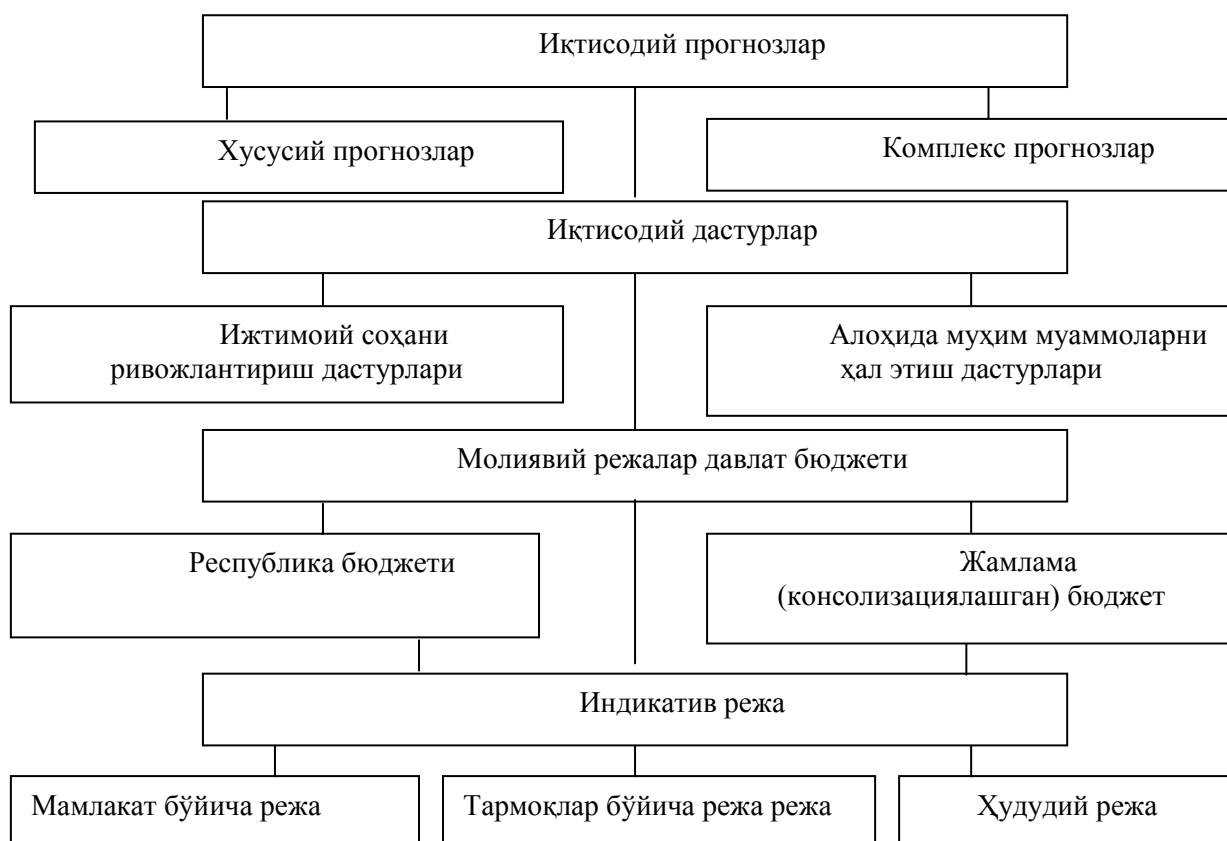 Иқтисодий прогнозлар
Хусусий прогнозлар
Комплекс прогнозлар
Иқтисодий дастурлар
Ижтимоий соҳани
ривожлантириш дастурлари
Алоҳида муҳим муаммоларни
ҳал этиш дастурлари
Молиявий режалар давлат бюджети
Республика бюджети
Жамлама
(консолизациялашган) бюджет
Индикатив режа
Мамлакат бўйича режа
Тармоқлар бўйича режа режа
Ҳудудий режа